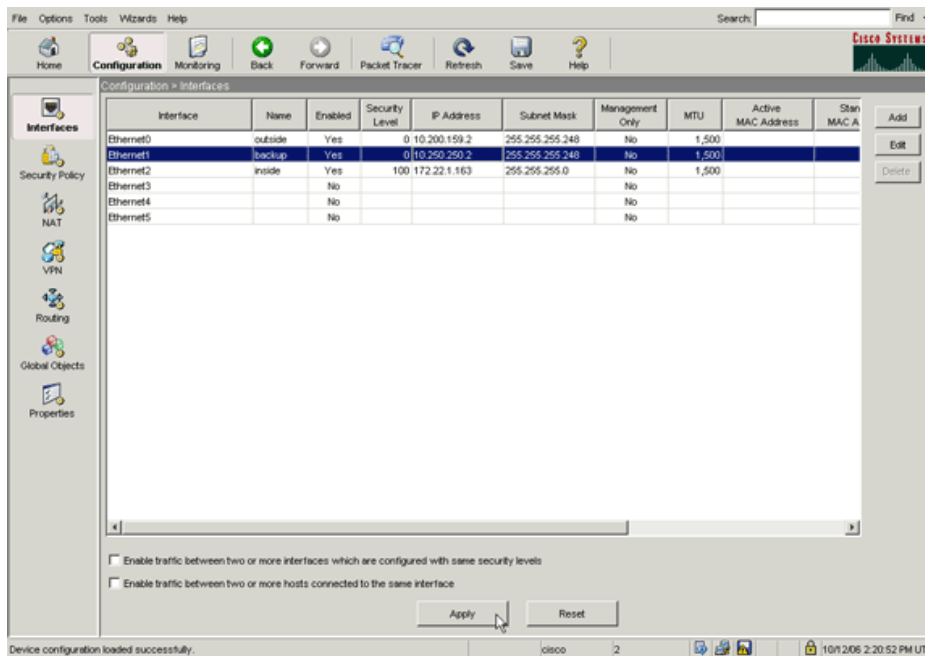 File Options Tools Wizards Help Search: Find
Home Configuration Monitoring Back Forward Packet Tracer Refresh Save Help
CISCO SYSTEMS
Configuration > Interfaces
Interfaces
Security Policy
NAT
VPN
Routing
Global Objects
Properties
Interface Name Enabled Security Level IP Address Subnet Mask Management Only MTU Active MAC Address Stan MAC A
Ethernet0 outside Yes 0 10.200.159.2 255.255.255.248 No 1,500
Ethernet1 backup Yes 0 10.250.250.2 255.255.255.248 No 1,500
Ethernet2 inside Yes 100 172.22.1.163 255.255.255.0 No 1,500
Ethernet3 No No
Ethernet4 No No
Ethernet5 No No
Add
Edit
Delete
Enable traffic between two or more interfaces which are configured with same security levels
Enable traffic between two or more hosts connected to the same interface
Apply Reset
Device configuration loaded successfully. cisco 2 10/12/06 2:20:52 PM UT